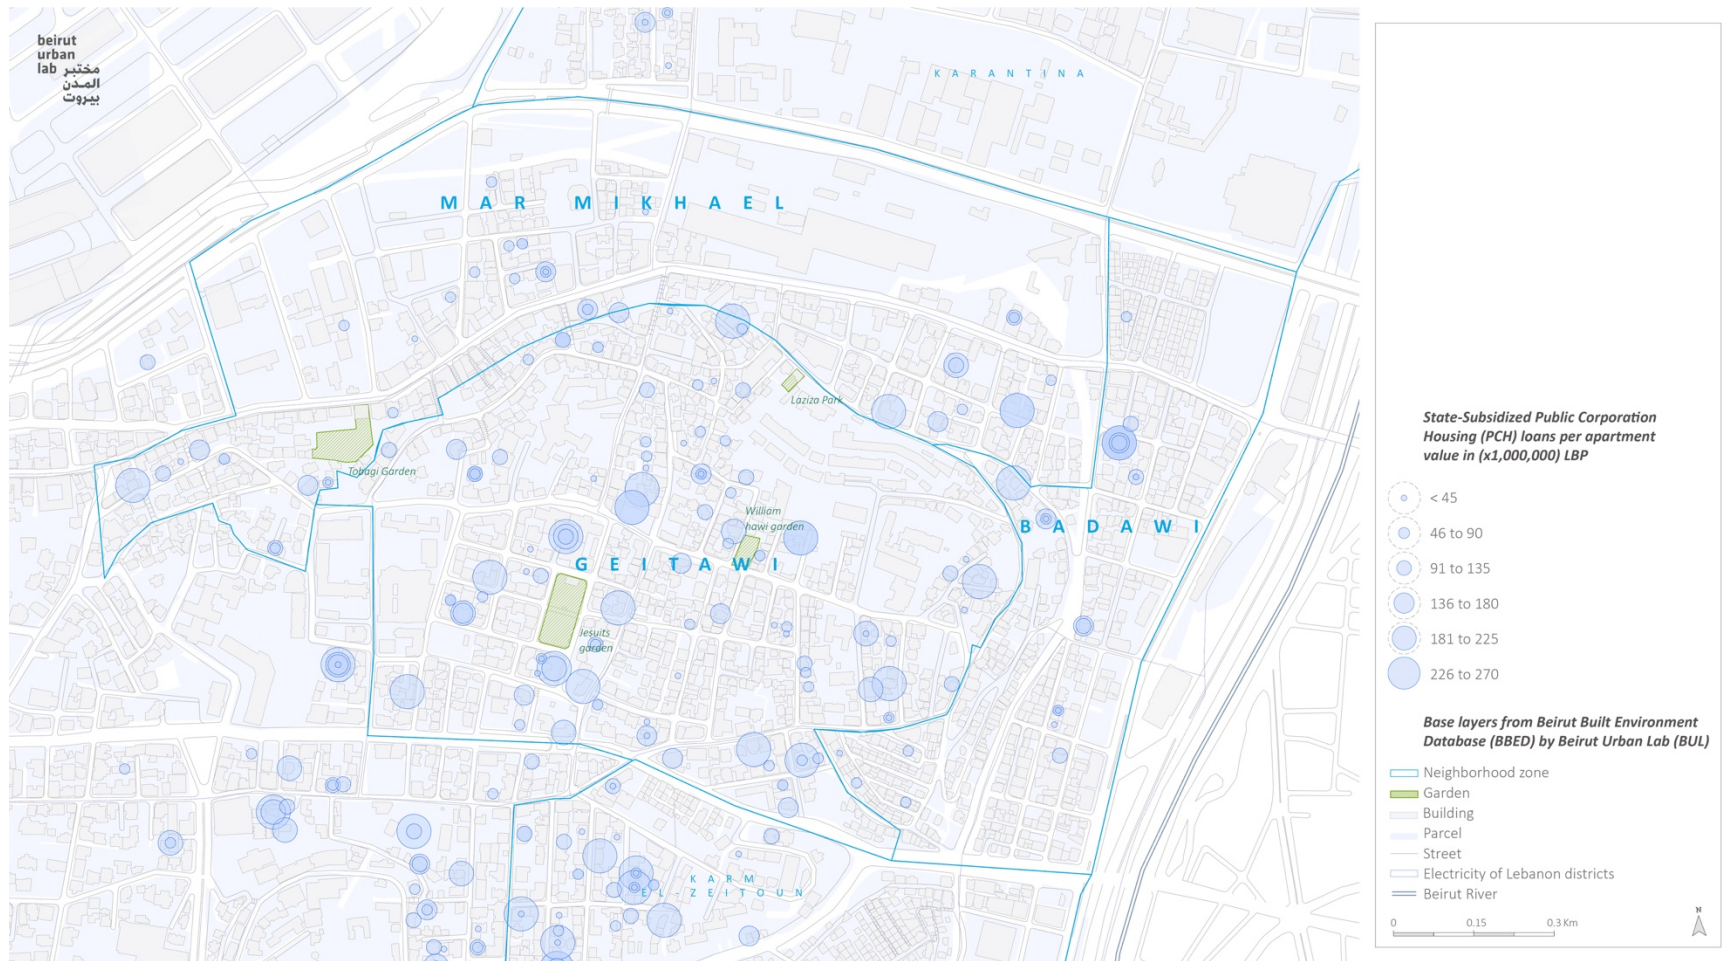 beirut
urban
lab مختبر
المدن
بيروت
K A R A N T I N A
M A R M I K H A E L
Laziza Park
Tobagi Garden
William
hawi garden
B A D A W I
G E I T A W I
Jesuits
garden
K A R M
E L - Z E I T O U N
State-Subsidized Public Corporation
Housing (PCH) loans per apartment
value in (x1,000,000) LBP
< 45
46 to 90
91 to 135
136 to 180
181 to 225
226 to 270
Base layers from Beirut Built Environment
Database (BBED) by Beirut Urban Lab (BUL)
Neighborhood zone
Garden
Building
Parcel
Street
Electricity of Lebanon districts
Beirut River
0 0.15 0.3 Km
N